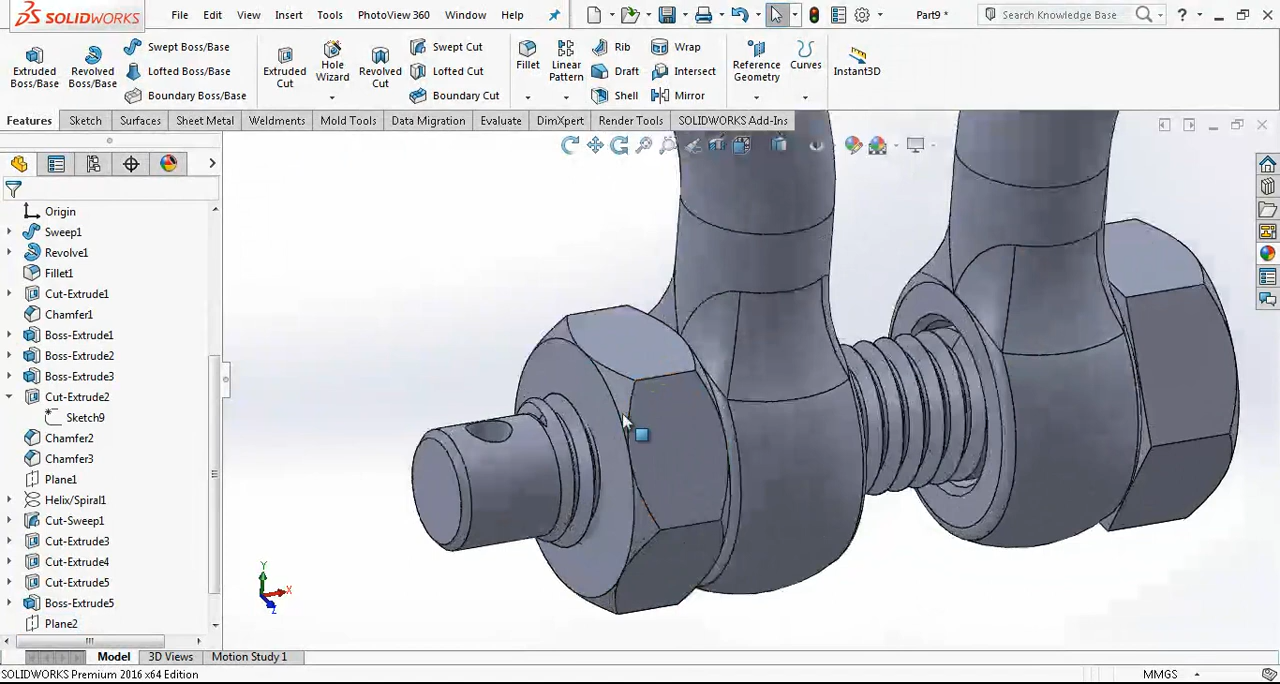 SOLIDWORKS File Edit View Insert Tools PhotoView 360 Window Help Part9 * Search Knowledge Base ?
Extruded Boss/Base
Revolved Boss/Base
Swept Boss/Base
Lofted Boss/Base
Boundary Boss/Base
Extruded Cut
Hole Wizard
Revolved Cut
Swept Cut
Lofted Cut
Boundary Cut
Fillet
Linear Pattern
Rib
Draft
Shell
Wrap
Intersect
Mirror
Reference Geometry
Curves
Instant3D
Features Sketch Surfaces Sheet Metal Weldments Mold Tools Data Migration Evaluate DimXpert Render Tools SOLIDWORKS Add-Ins
Origin
Sweep1
Revolve1
Fillet1
Cut-Extrude1
Chamfer1
Boss-Extrude1
Boss-Extrude2
Boss-Extrude3
Cut-Extrude2
Sketch9
Chamfer2
Chamfer3
Plane1
Helix/Spiral1
Cut-Sweep1
Cut-Extrude3
Cut-Extrude4
Cut-Extrude5
Boss-Extrude5
Plane2
Y
X
Z
Model 3D Views Motion Study 1
SOLIDWORKS Premium 2016 x64 Edition MMGS